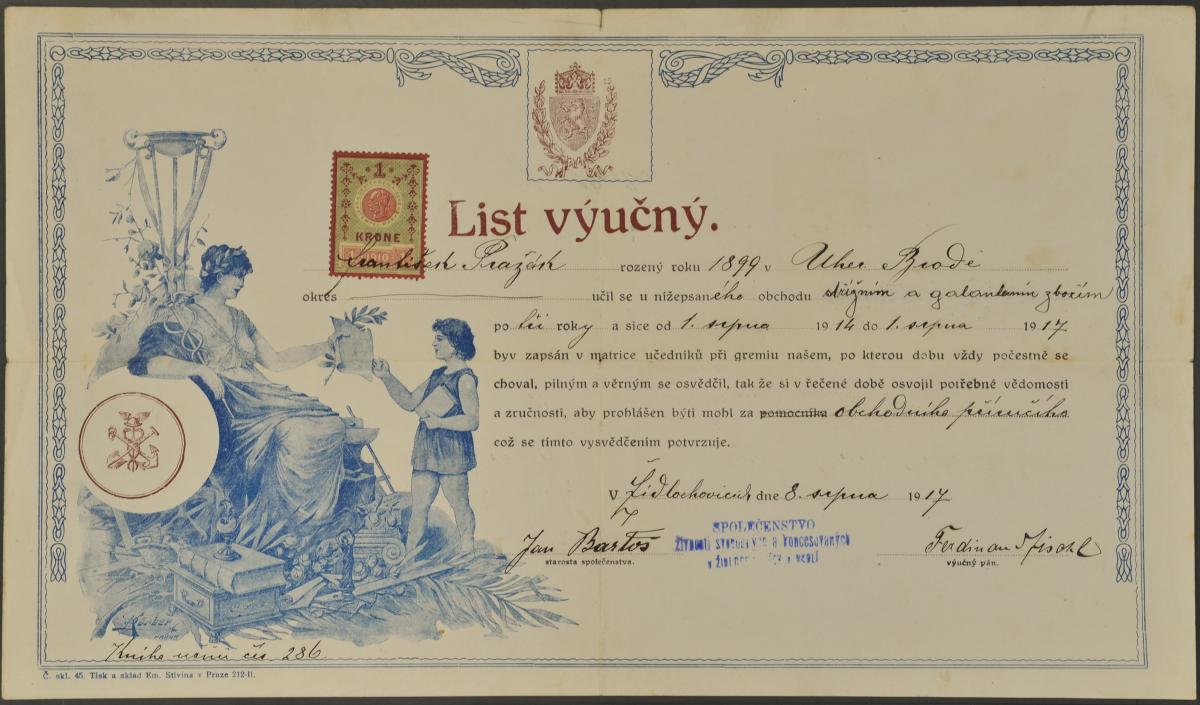 1
KRONE
1910
List výučný.
František Pražák rozený roku 1899 v Uher Brodě
okres učil se u nížepsaného obchodu střižním a galanterním zbožím
po tři roky a sice od 1. srpna 1914 do 1. srpna 1917
byv zapsán v matrice učedníků při gremiu našem, po kterou dobu vždy počestně se
choval, pilným a věrným se osvědčil, tak že si v řečené době osvojil potřebné vědomosti
a zručnosti, aby prohlášen býti mohl za pomocníka obchodního příručího
což se tímto vysvědčením potvrzuje.
V Židlochovicích dne 8. srpna 1917
Jan Bartoš
starosta společenstva.
SPOLEČENSTVO
živností svobodných a koncesovaných
v okolí
Ferdinand Fischl
výučný pán.
Kniha učňů čís. 286
Č. skl. 45. Tisk a sklad Em. Stivína v Praze 212-II.